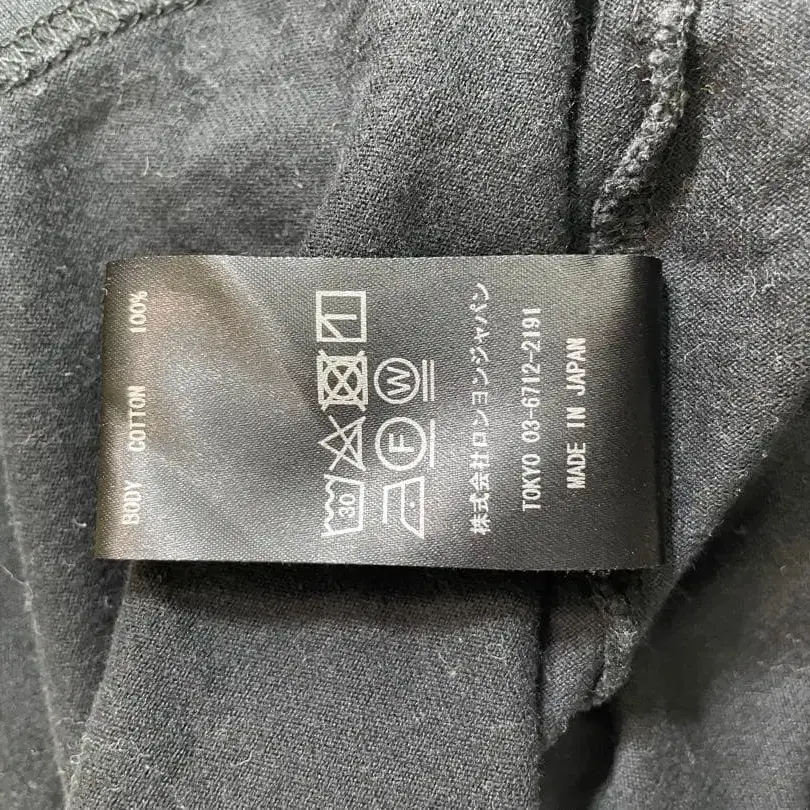 BODY COTTON 100%
30
F W
株式会社ロンヨンジャパン
TOKYO 03-6712-2191
MADE IN JAPAN